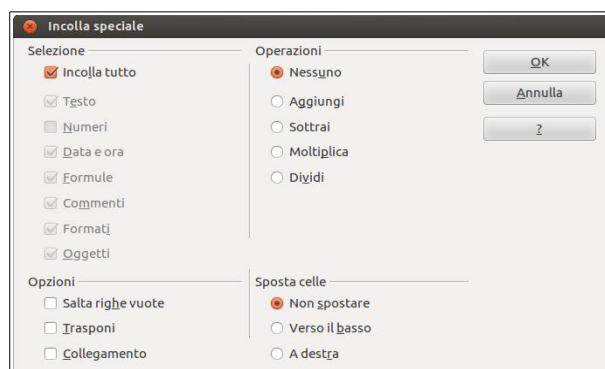 Incolla speciale
Selezione
Incolla tutto
Testo
Numeri
Data e ora
Formule
Commenti
Formati
Oggetti
Operazioni
Nessuno
Aggiungi
Sottrai
Moltiplica
Dividi
OK
Annulla
?
Opzioni
Salta righe vuote
Trasponi
Collegamento
Sposta celle
Non spostare
Verso il basso
A destra